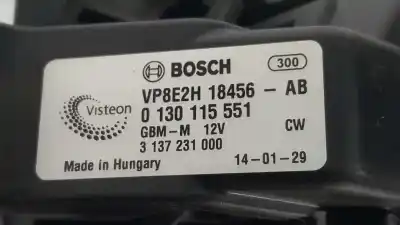 BOSCH 300
VP8E2H 18456 - AB
Visteon
0 130 115 551
GBM-M 12V CW
3 137 231 000
Made in Hungary 14-01-29